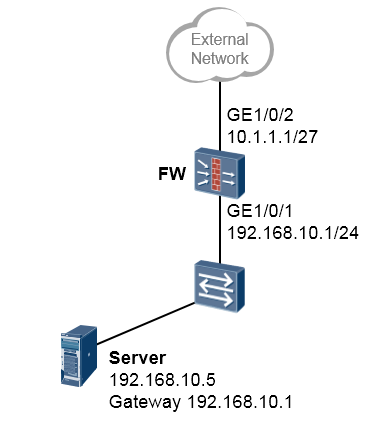 External
Network
GE1/0/2
10.1.1.1/27
FW
GE1/0/1
192.168.10.1/24
Server
192.168.10.5
Gateway 192.168.10.1